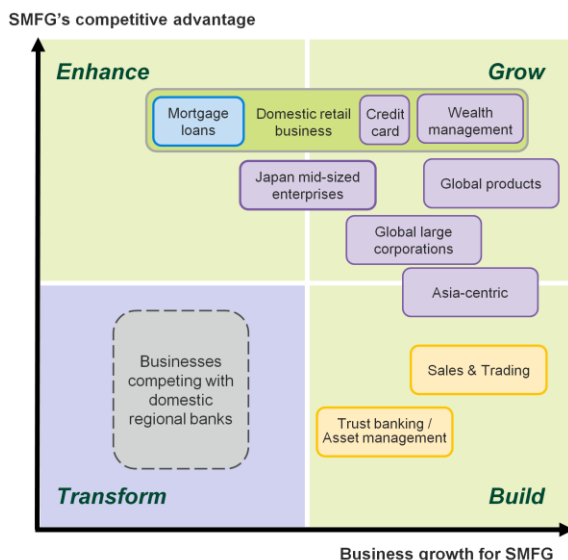 SMFG's competitive advantage
Enhance
Grow
Mortgage
loans
Domestic retail
business
Credit
card
Wealth
management
Japan mid-sized
enterprises
Global products
Global large
corporations
Asia-centric
Businesses
competing with
domestic
regional banks
Sales & Trading
Trust banking /
Asset management
Transform
Build
Business growth for SMFG